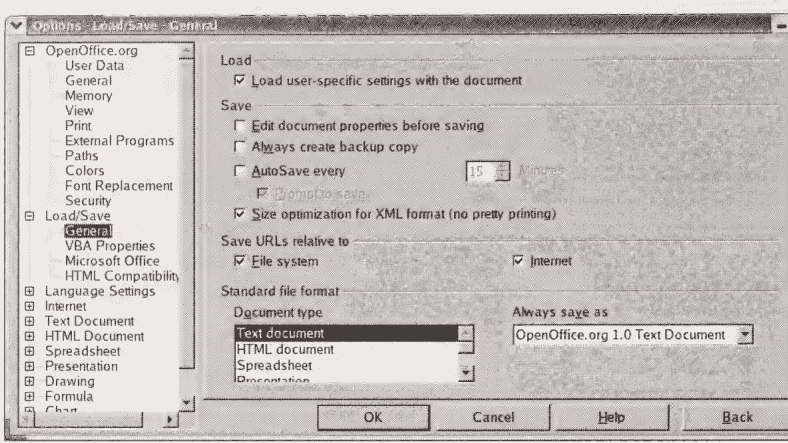 Options - Load/Save - General
OpenOffice.org
User Data
General
Memory
View
Print
External Programs
Paths
Colors
Font Replacement
Security
Load/Save
General
VBA Properties
Microsoft Office
HTML Compatibility
Language Settings
Internet
Text Document
HTML Document
Spreadsheet
Presentation
Drawing
Formula
Chart
Load
Load user-specific settings with the document
Save
Edit document properties before saving
Always create backup copy
AutoSave every 15 Minutes
Prompt to save
Size optimization for XML format (no pretty printing)
Save URLs relative to
File system Internet
Standard file format
Document type Always save as
Text document OpenOffice.org 1.0 Text Document
HTML document
Spreadsheet
Presentation
OK Cancel Help Back